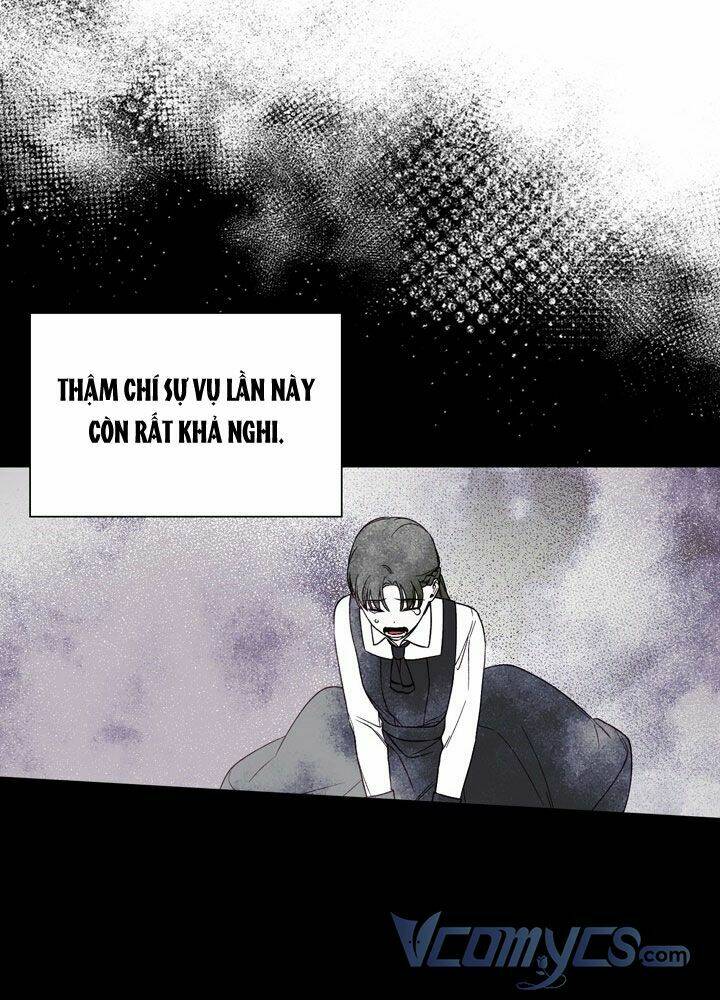 THẬM CHÍ SỰ VỤ LẦN NÀY
CÒN RẤT KHẢ NGHI.
VCOMYCS.com